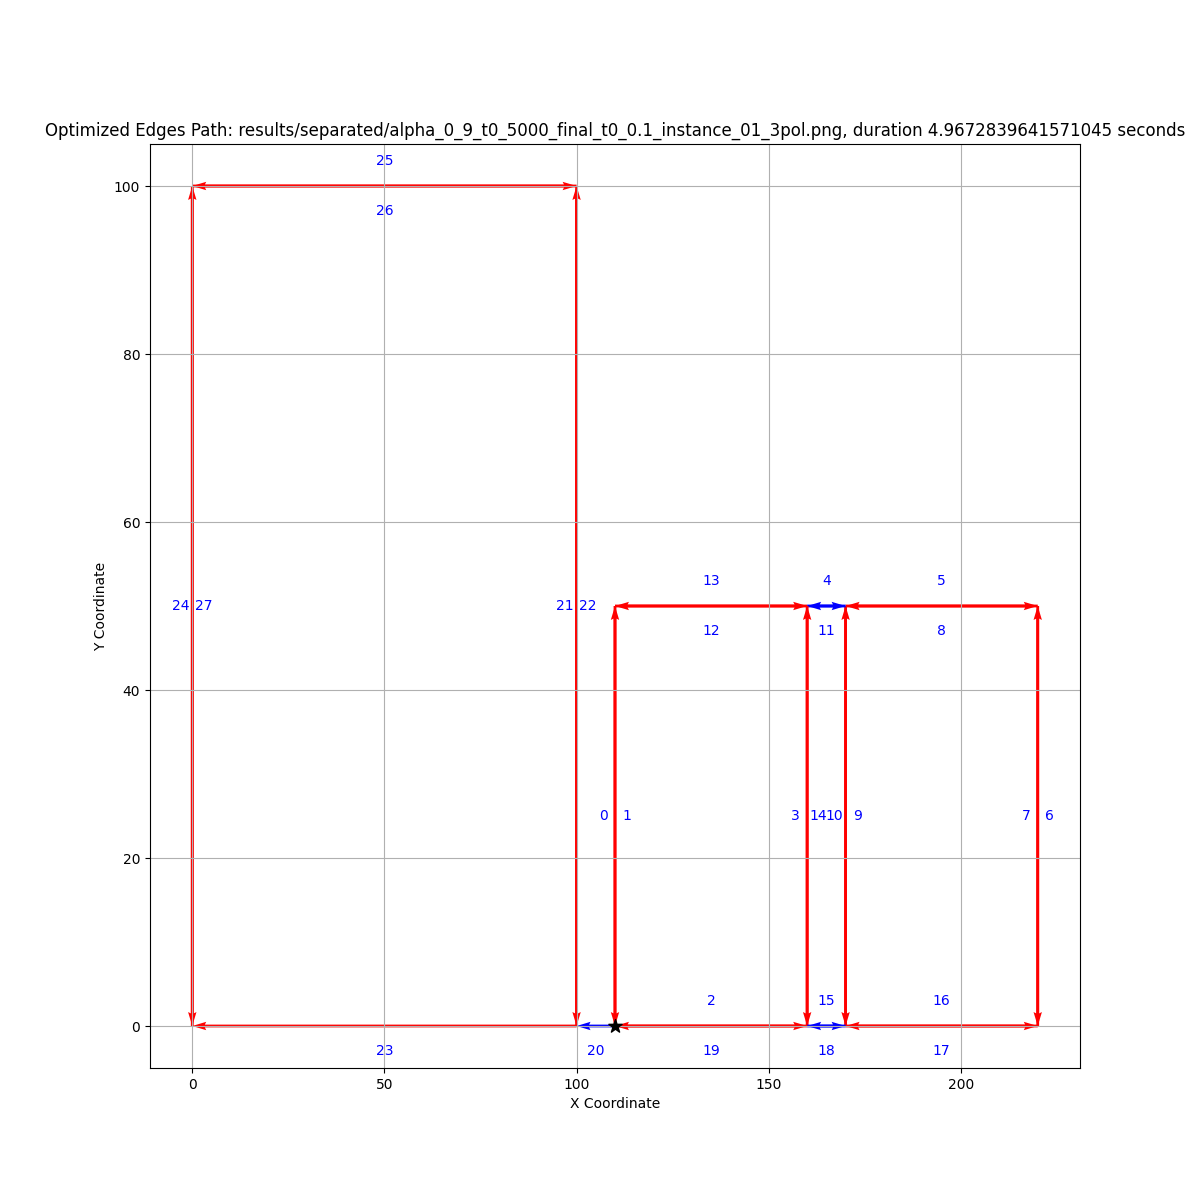 Optimized Edges Path: results/separated/alpha_0_9_t0_5000_final_t0_0.1_instance_01_3pol.png, duration 4.9672839641571045 seconds
25
100
26
80
60
13 4 5
24 27 21 22
12 11 8
Y Coordinate
40
0 1 3 14 10 9 7 6
20
2 15 16
0
23 20 19 18 17
0 50 100 150 200
X Coordinate